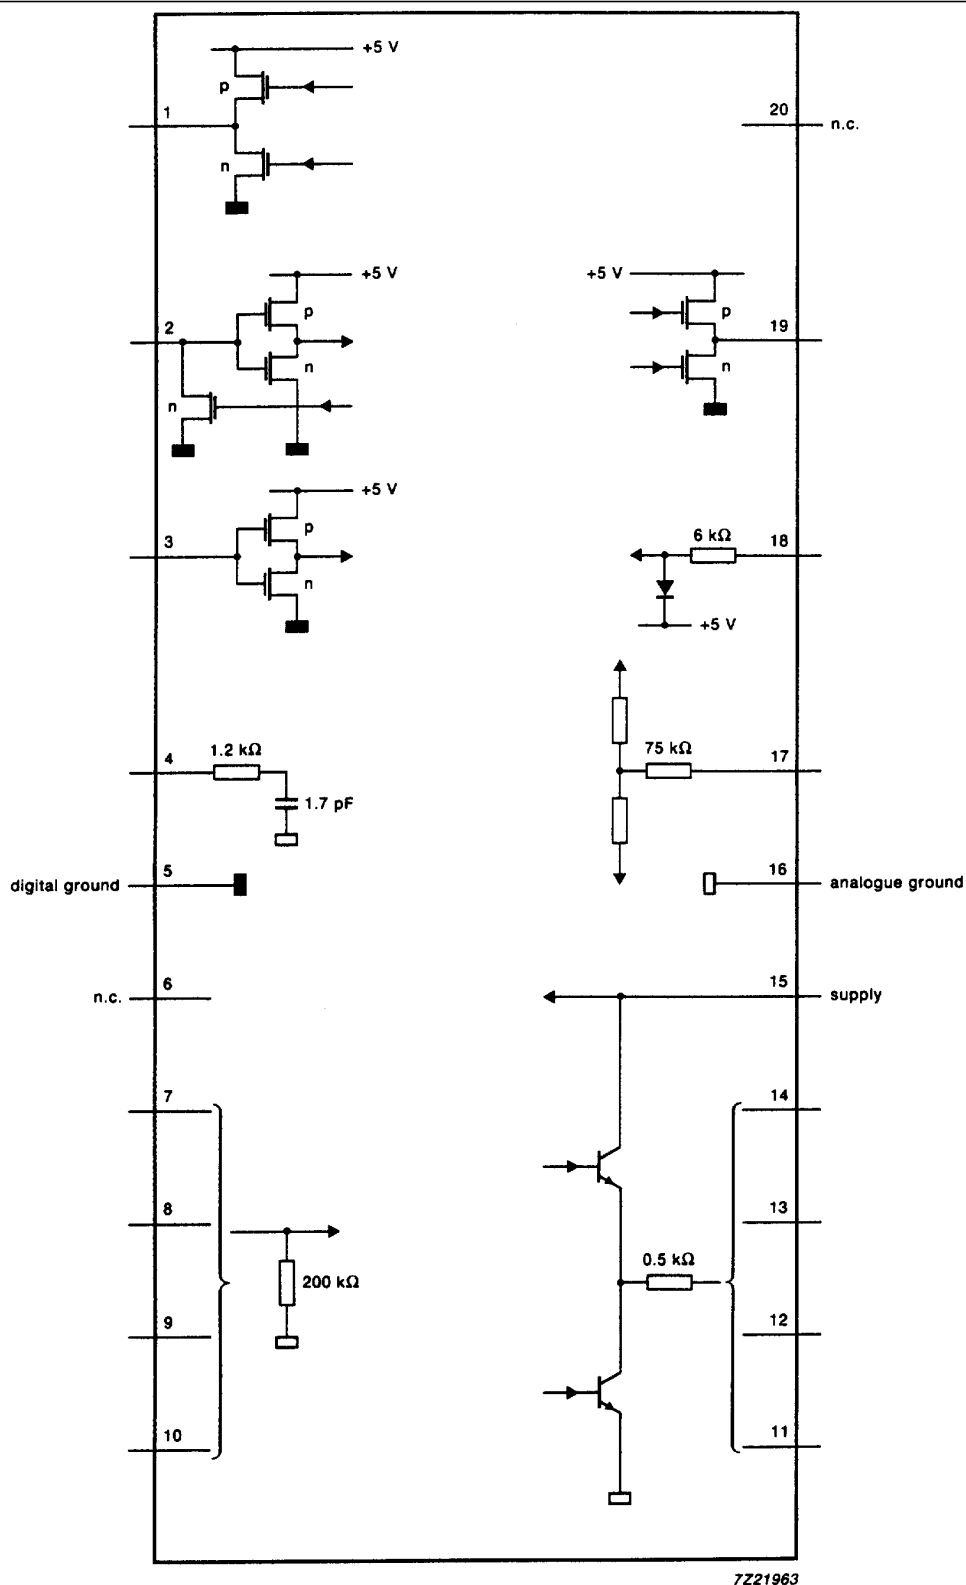 +5 V
p
1
n
20
n.c.
+5 V
p
2
n
n
+5 V
p
19
n
+5 V
p
3
n
6 kΩ
18
+5 V
1.2 kΩ
4
1.7 pF
75 kΩ
17
digital ground
5
16
analogue ground
n.c.
6
15
supply
7
14
8
13
200 kΩ
0.5 kΩ
9
12
10
11
7Z21963